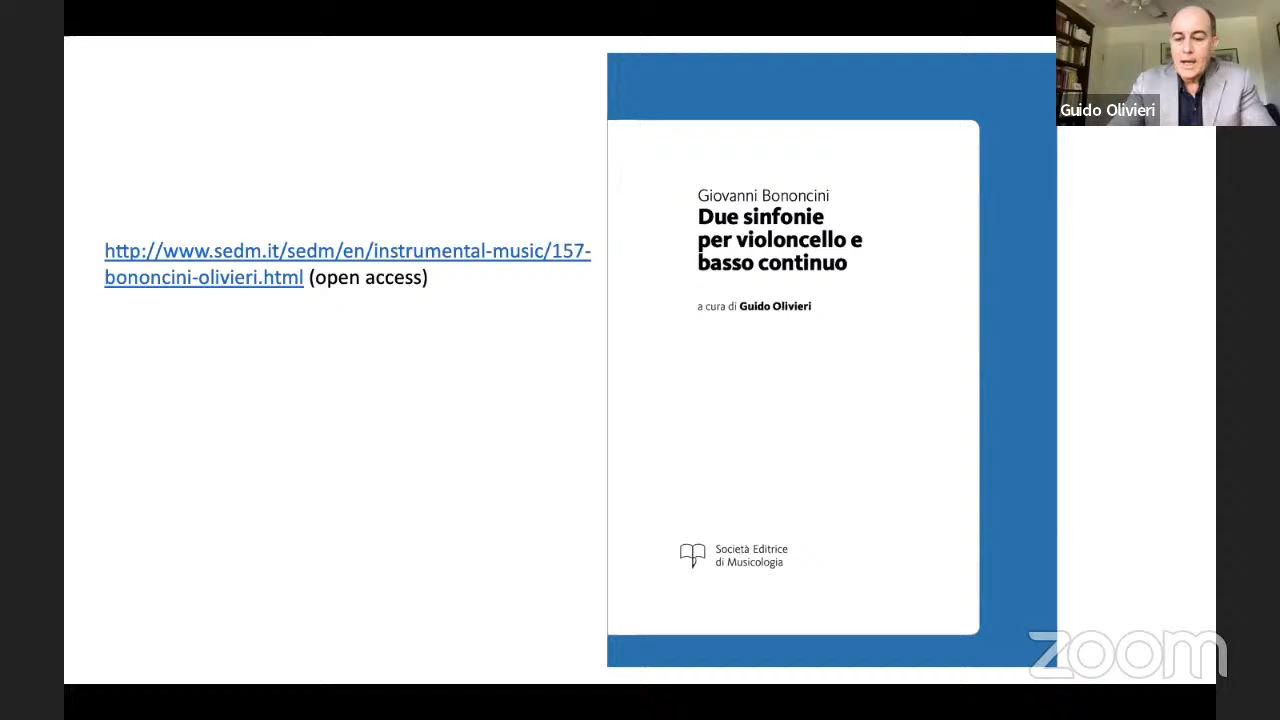 Guido Olivieri
http://www.sedm.it/sedm/en/instrumental-music/157-
bononcini-olivieri.html (open access)
Giovanni Bononcini
Due sinfonie
per violoncello e
basso continuo
a cura di Guido Olivieri
Società Editrice
di Musicologia
zoom